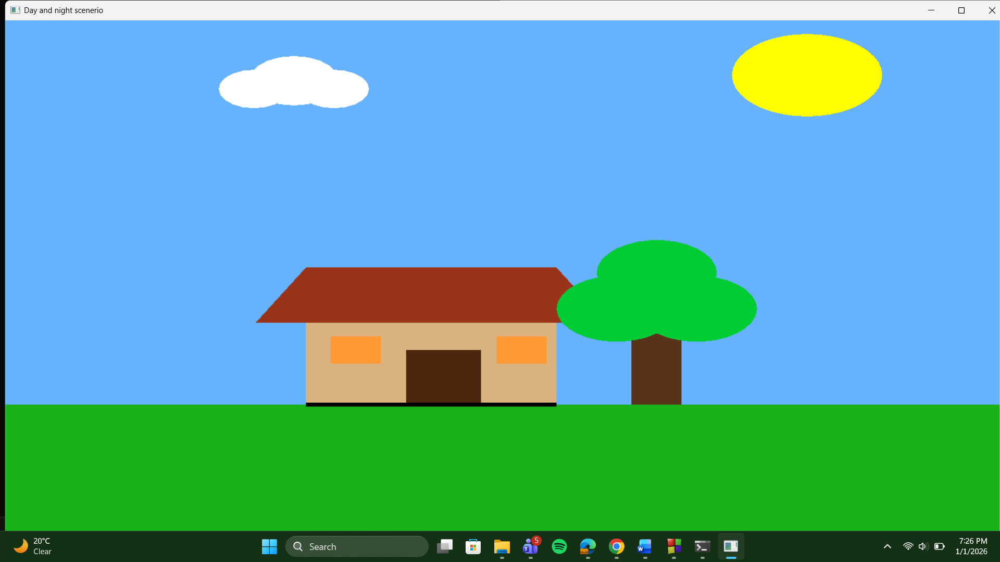 Day and night scenerio
20°C
Clear
Search
5
7:26 PM
1/1/2026